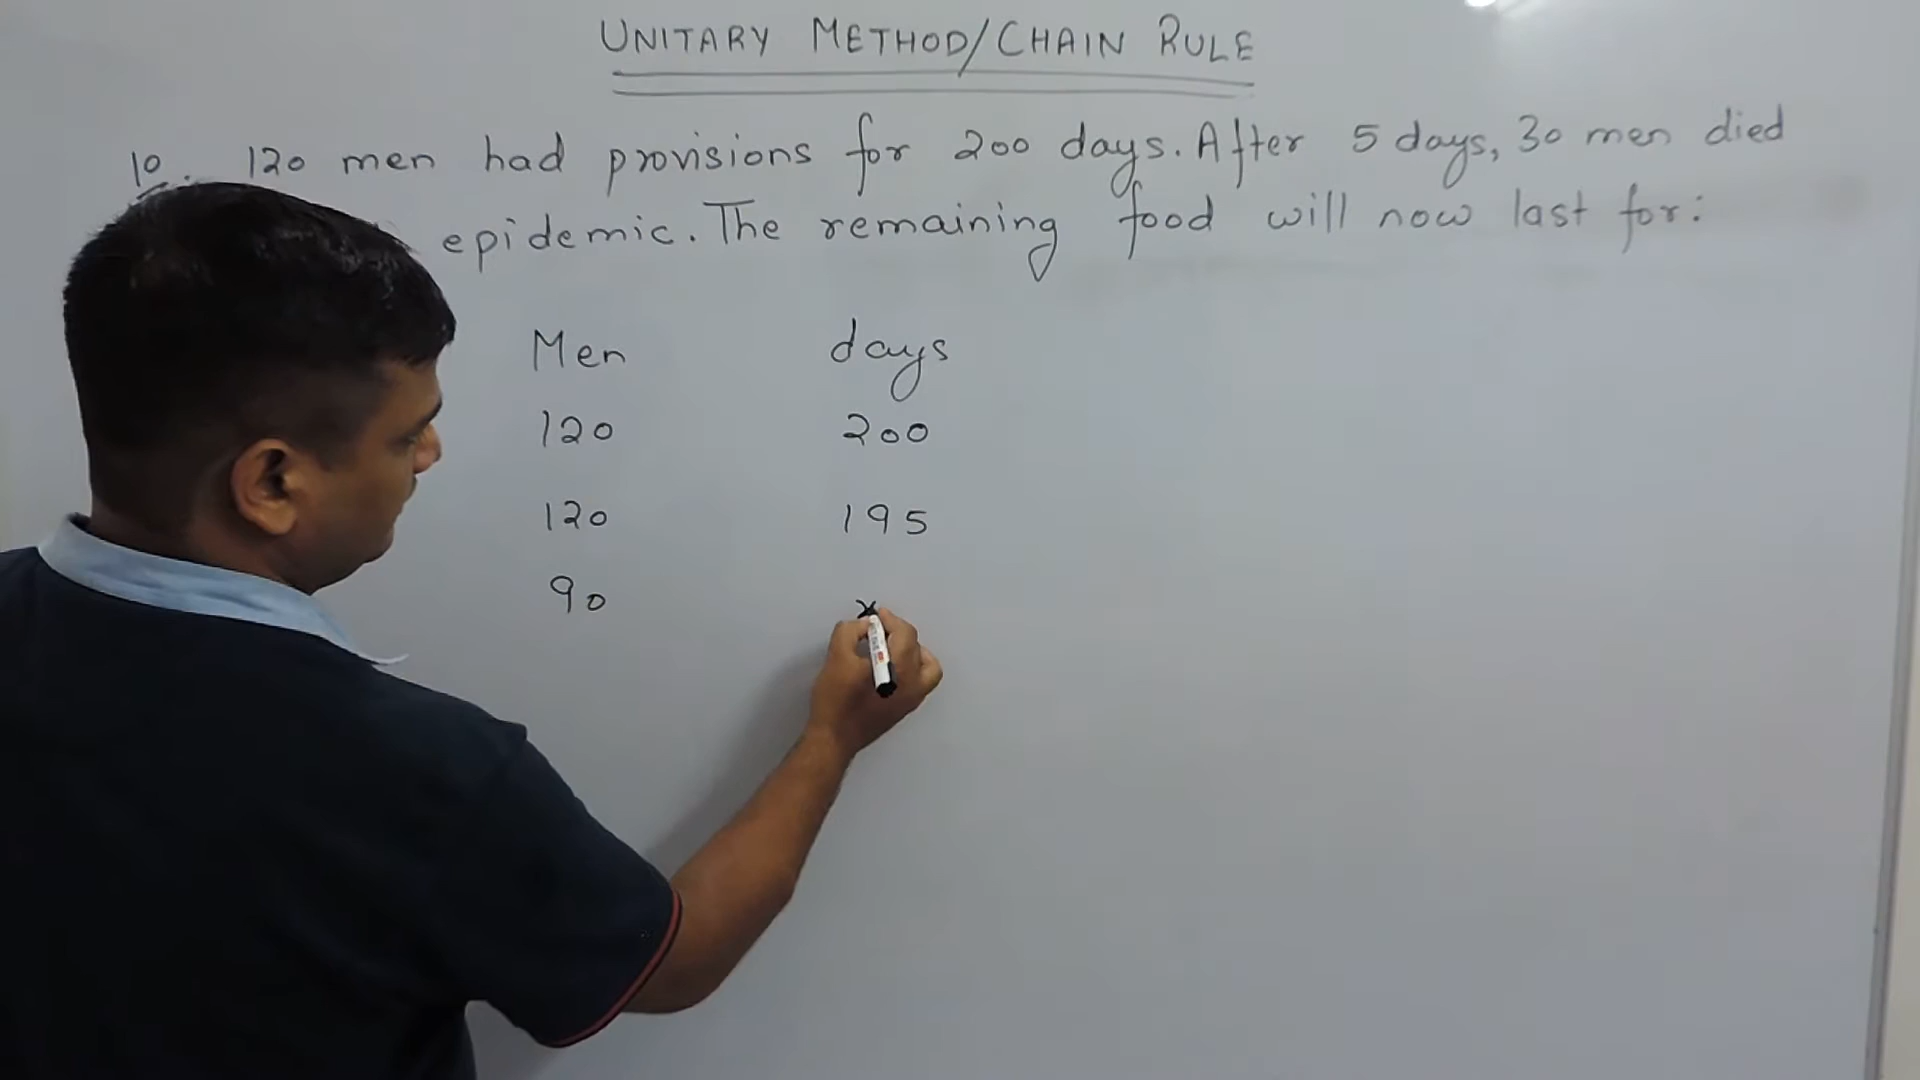 UNITARY METHOD/CHAIN RULE
10. 120 men had provisions for 200 days. After 5 days, 30 men died
epidemic. The remaining food will now last for:
Men days
120 200
120 195
90 x